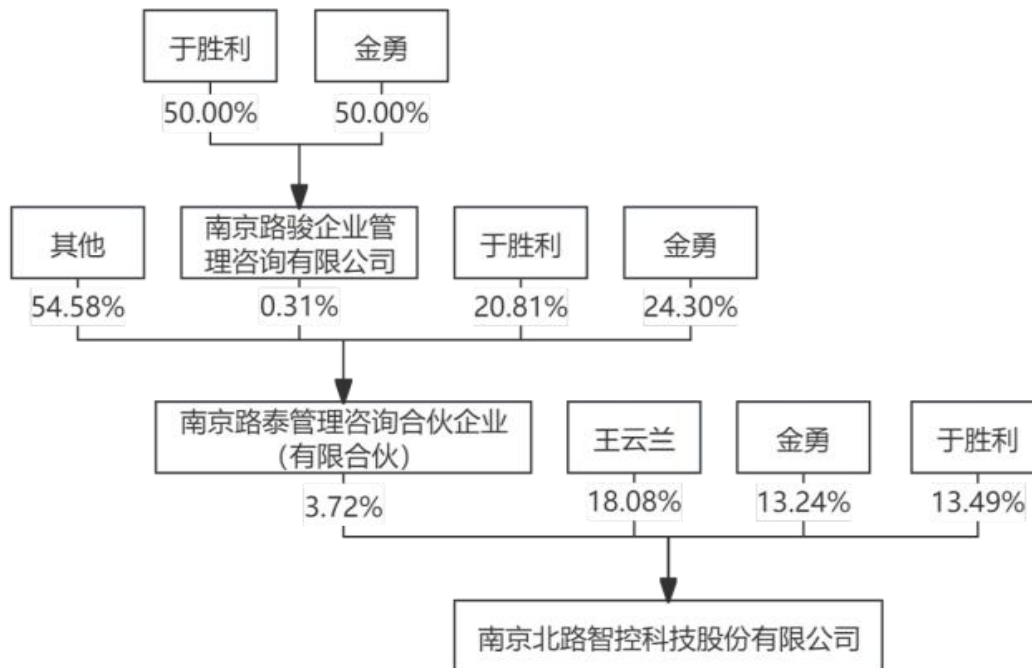 于胜利
金勇
50.00%
50.00%
其他
南京路骏企业管
理咨询有限公司
于胜利
金勇
54.58%
0.31%
20.81%
24.30%
南京路泰管理咨询合伙企业
（有限合伙）
王云兰
金勇
于胜利
3.72%
18.08%
13.24%
13.49%
南京北路智控科技股份有限公司